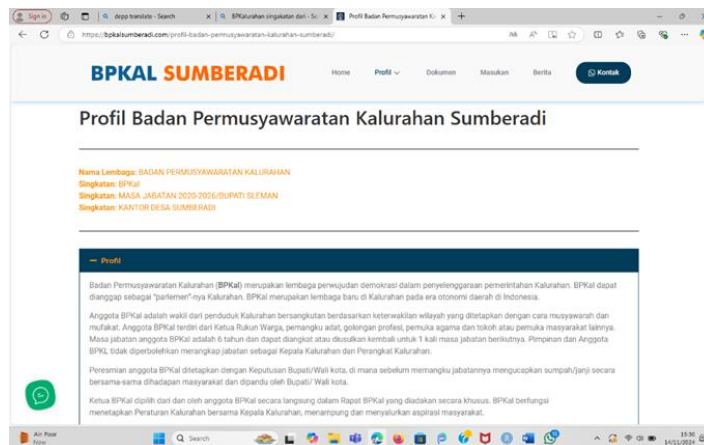 Sign in
depp translate - Search
BPKalurahan singakatan dari - Se
Profil Badan Permusyawaratan Ka
https://bpkalsumberadi.com/profil-badan-permusyawaratan-kalurahan-sumberadi/
BPKAL SUMBERADI
Home
Profil
Dokumen
Masukan
Berita
Kontak
Profil Badan Permusyawaratan Kalurahan Sumberadi
Nama Lembaga: BADAN PERMUSYAWARATAN KALURAHAN
Singkatan: BPKal
Singkatan: MASA JABATAN 2020-2026/BUPATI SLEMAN
Singkatan: KANTOR DESA SUMBERADI
Profil
Badan Permusyawaratan Kalurahan (BPKal) merupakan lembaga perwujudan demokrasi dalam penyelenggaraan pemerintahan Kalurahan. BPKal dapat
dianggap sebagai "parlemen"-nya Kalurahan. BPKal merupakan lembaga baru di Kalurahan pada era otonomi daerah di Indonesia.
Anggota BPKal adalah wakil dari penduduk Kalurahan bersangkutan berdasarkan keterwakilan wilayah yang ditetapkan dengan cara musyawarah dan
mufakat. Anggota BPKal terdiri dari Ketua Rukun Warga, pemangku adat, golongan profesi, pemuka agama dan tokoh atau pemuka masyarakat lainnya.
Masa jabatan anggota BPKal adalah 6 tahun dan dapat diangkat atau diusulkan kembali untuk 1 kali masa jabatan berikutnya. Pimpinan dan Anggota
BPKL tidak diperbolehkan merangkap jabatan sebagai Kepala Kalurahan dan Perangkat Kalurahan.
Peresmian anggota BPKal ditetapkan dengan Keputusan Bupati/Wali kota, di mana sebelum memangku jabatannya mengucapkan sumpah/janji secara
bersama-sama dihadapan masyarakat dan dipandu oleh Bupati/ Wali kota.
Ketua BPKal dipilih dari dan oleh anggota BPKal secara langsung dalam Rapat BPKal yang diadakan secara khusus. BPKal berfungsi
menetapkan Peraturan Kalurahan bersama Kepala Kalurahan, menampung dan menyalurkan aspirasi masyarakat.
Air: Poor
Now
Search
15:30
14/11/2024